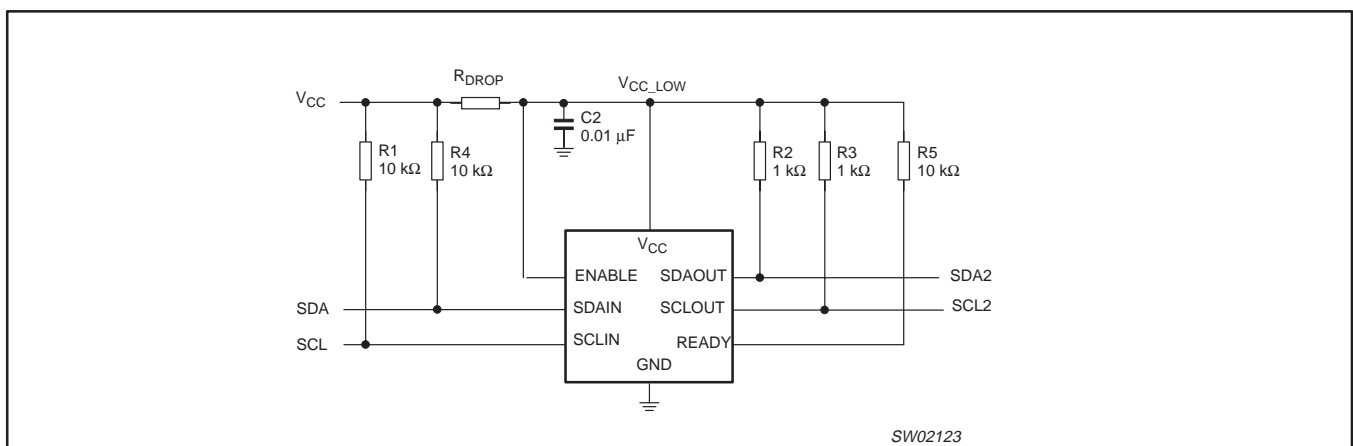 R_DROP
V_CC
V_CC_LOW
C2
0.01 μF
R1
10 kΩ
R4
10 kΩ
R2
1 kΩ
R3
1 kΩ
R5
10 kΩ
V_CC
ENABLE
SDAOUT
SDA2
SDA
SDAIN
SCLOUT
SCL2
SCL
SCLIN
READY
GND
SW02123